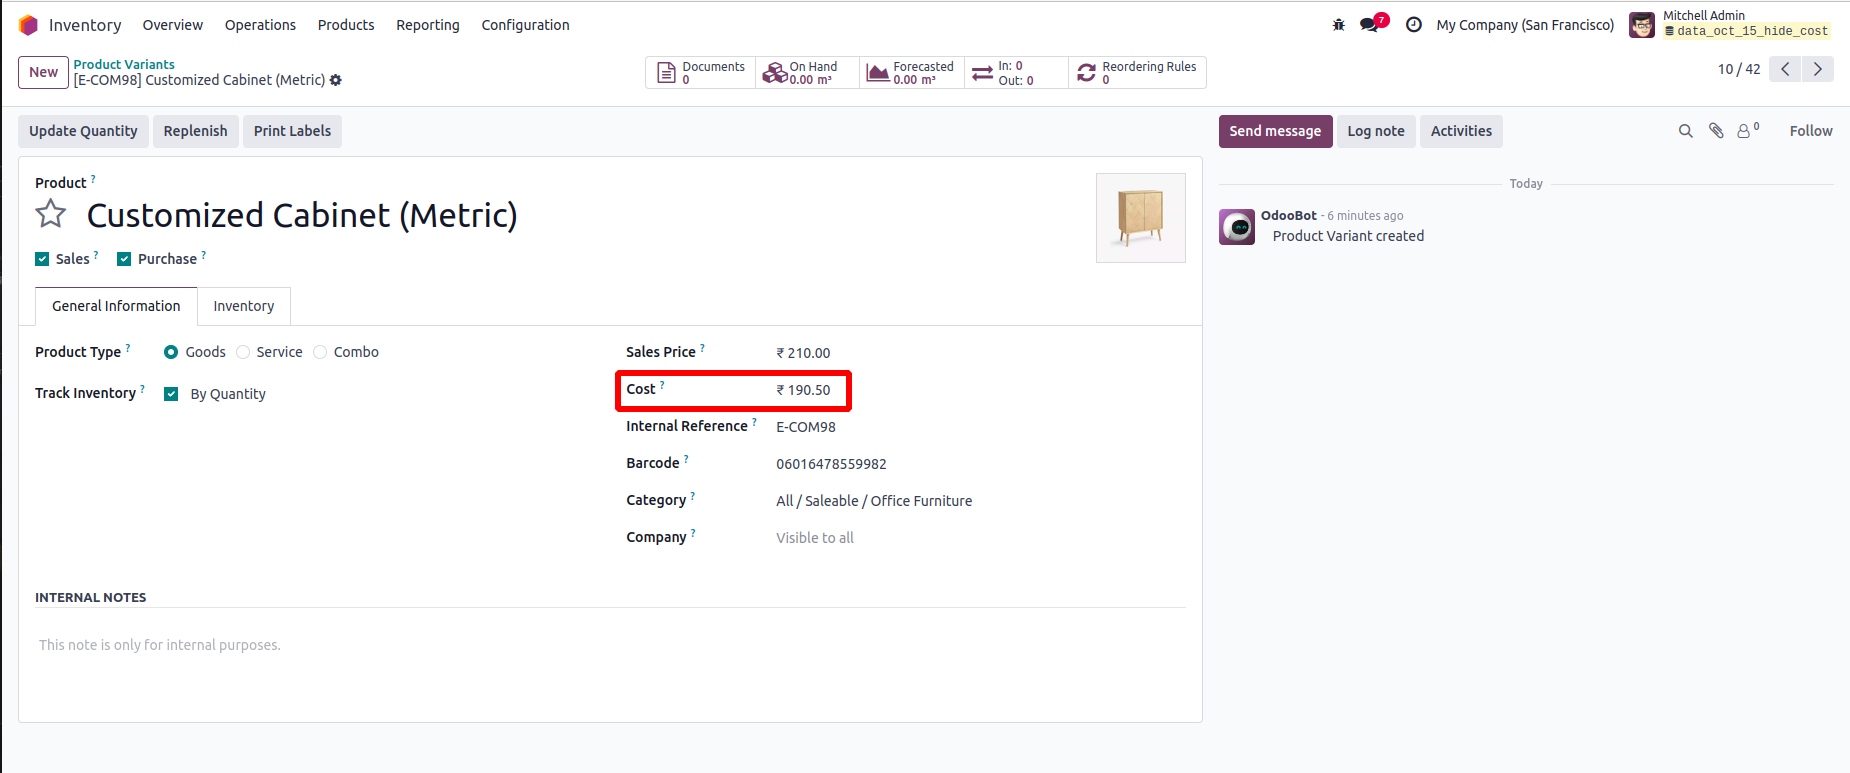 Inventory Overview Operations Products Reporting Configuration 7 My Company (San Francisco) Mitchell Admin
data_oct_15_hide_cost
New Product Variants
[E-COM98] Customized Cabinet (Metric)
Documents
0
On Hand
0.00 m³
Forecasted
0.00 m³
In: 0
Out: 0
Reordering Rules
0
10 / 42
Update Quantity Replenish Print Labels
Send message Log note Activities 0 Follow
Product ?
Customized Cabinet (Metric)
Sales ? Purchase ?
General Information Inventory
Product Type ? Goods Service Combo
Track Inventory ? By Quantity
Sales Price ? ₹ 210.00
Cost ? ₹ 190.50
Internal Reference ? E-COM98
Barcode ? 06016478559982
Category ? All / Saleable / Office Furniture
Company ? Visible to all
INTERNAL NOTES
This note is only for internal purposes.
Today
OdooBot - 6 minutes ago
Product Variant created